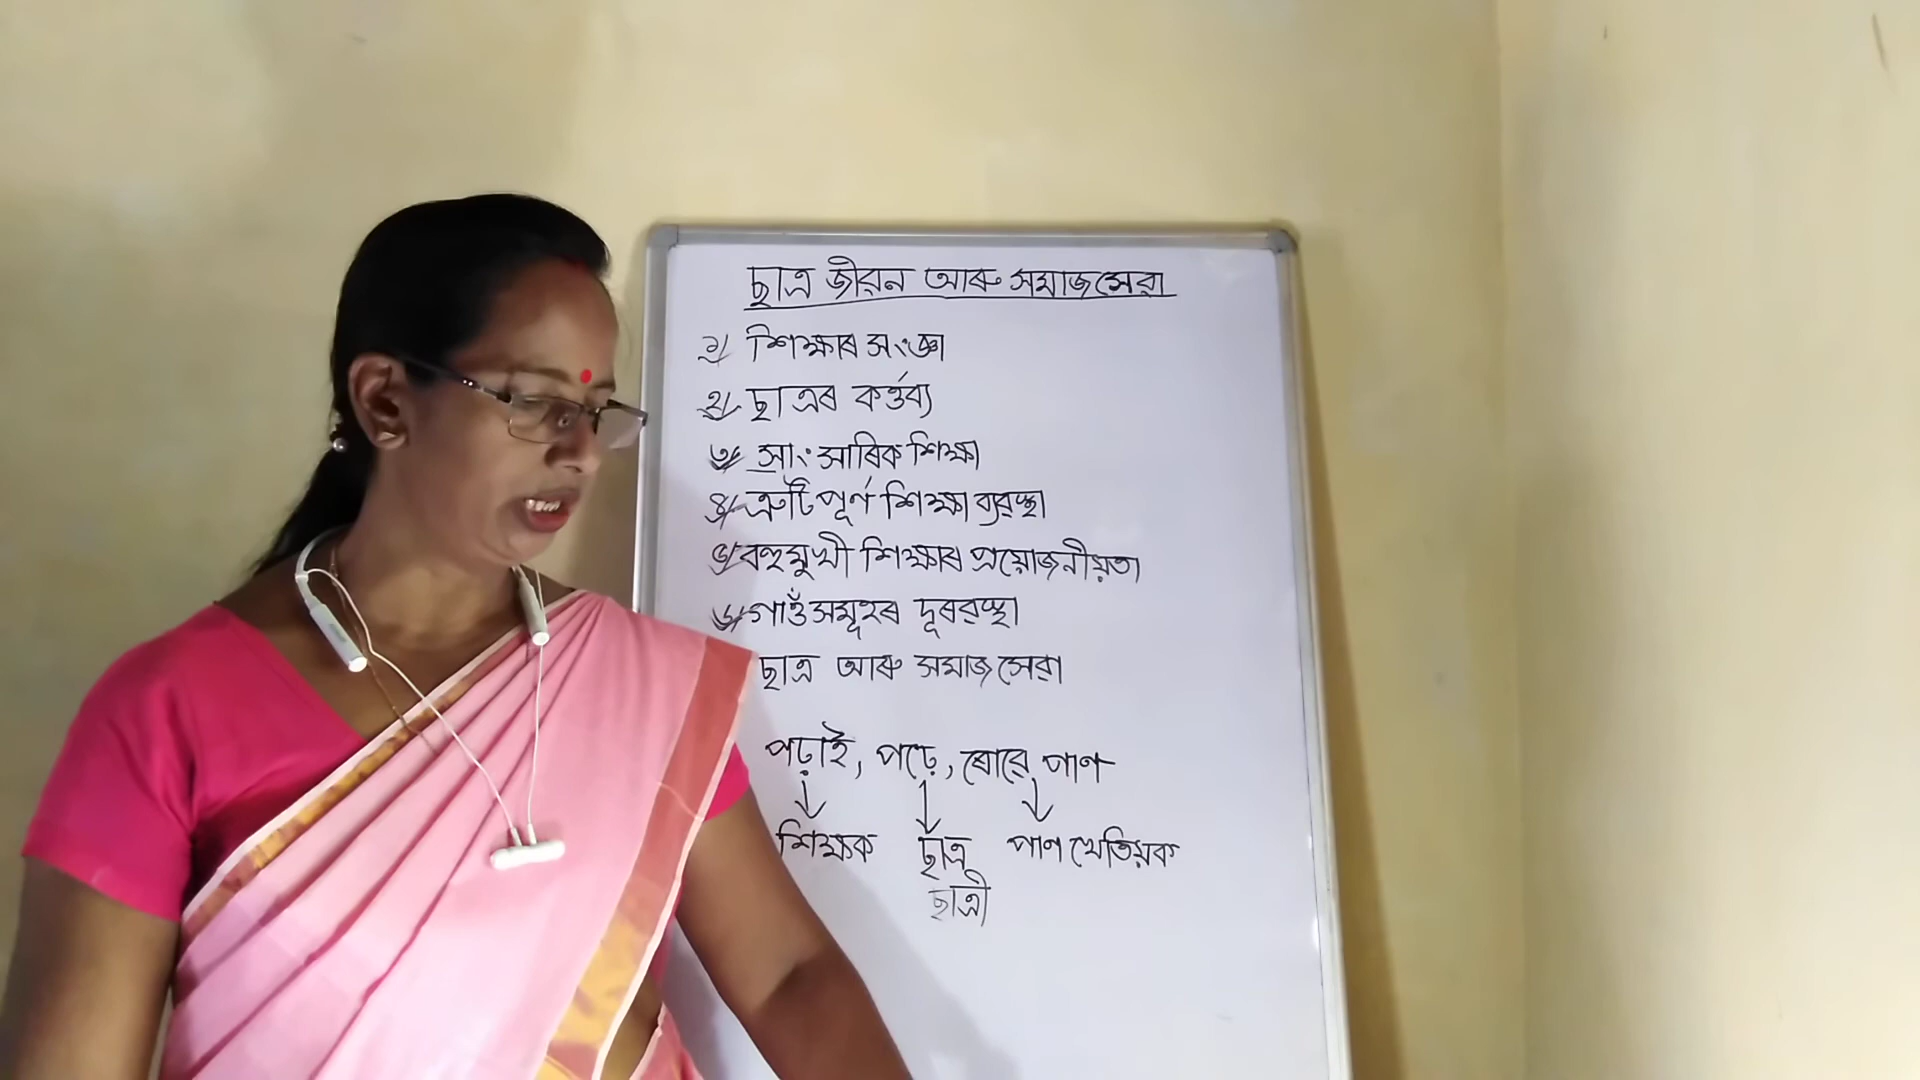 ছাত্ৰ জীৱন আৰু সমাজসেৱা
১/ শিক্ষাৰ সংজ্ঞা
২/ ছাত্ৰৰ কৰ্ত্তব্য
৩/ সাংসাৰিক শিক্ষা
৪/ ত্ৰুটি পূৰ্ণ শিক্ষা ব্যৱস্থা
৫/ বহুমুখী শিক্ষাৰ প্ৰয়োজনীয়তা
৬/ গাওঁ সমূহৰ দূৰৱস্থা
ছাত্ৰ আৰু সমাজসেৱা
পঢ়াই, পঢ়ে, ৰোৱে পাণ
↓ ↓ ↓
শিক্ষক ছাত্ৰ পাণ খেতিয়ক
ছাত্ৰী